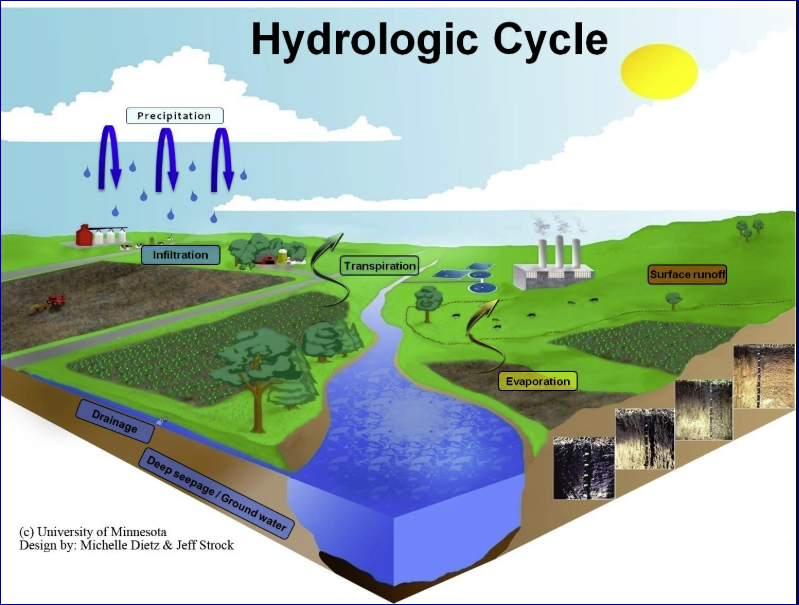 Hydrologic Cycle
Precipitation
Infiltration
Transpiration
Surface runoff
Evaporation
Drainage
Deep seepage / Ground water
(c) University of Minnesota
Design by: Michelle Dietz & Jeff Strock